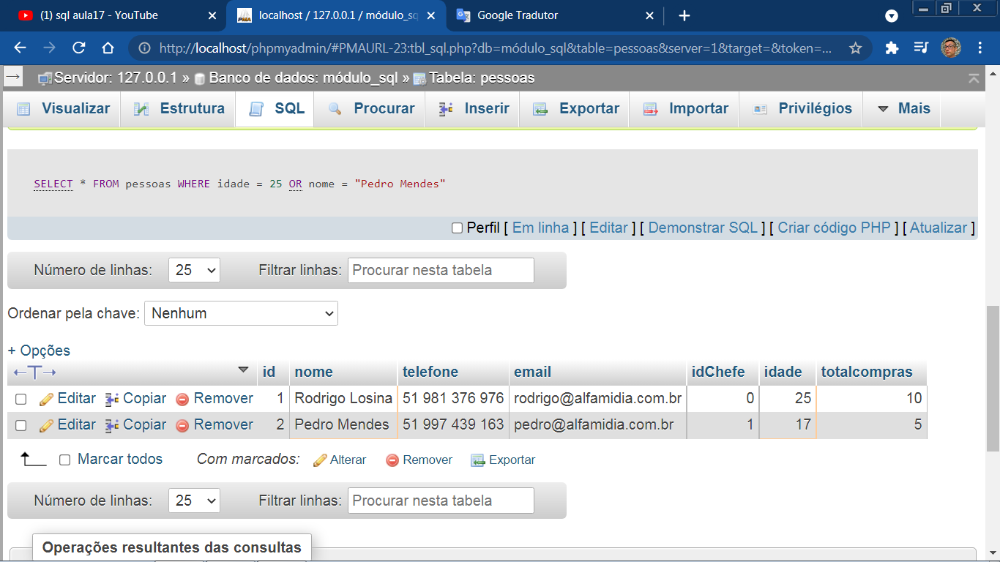 (1) sql aula17 - YouTube
localhost / 127.0.0.1 / módulo_sq
Google Tradutor
http://localhost/phpmyadmin/#PMAURL-23:tbl_sql.php?db=módulo_sql&table=pessoas&server=1&target=&token=...
Servidor: 127.0.0.1 » Banco de dados: módulo_sql » Tabela: pessoas
Visualizar Estrutura SQL Procurar Inserir Exportar Importar Privilégios Mais
SELECT * FROM pessoas WHERE idade = 25 OR nome = "Pedro Mendes"
Perfil [ Em linha ] [ Editar ] [ Demonstrar SQL ] [ Criar código PHP ] [ Atualizar ]
Número de linhas: 25 Filtrar linhas: Procurar nesta tabela
Ordenar pela chave: Nenhum
+ Opções
←T→ id nome telefone email idChefe idade totalcompras
Editar Copiar Remover 1 Rodrigo Losina 51 981 376 976 rodrigo@alfamidia.com.br 0 25 10
Editar Copiar Remover 2 Pedro Mendes 51 997 439 163 pedro@alfamidia.com.br 1 17 5
Marcar todos Com marcados: Alterar Remover Exportar
Número de linhas: 25 Filtrar linhas: Procurar nesta tabela
Operações resultantes das consultas